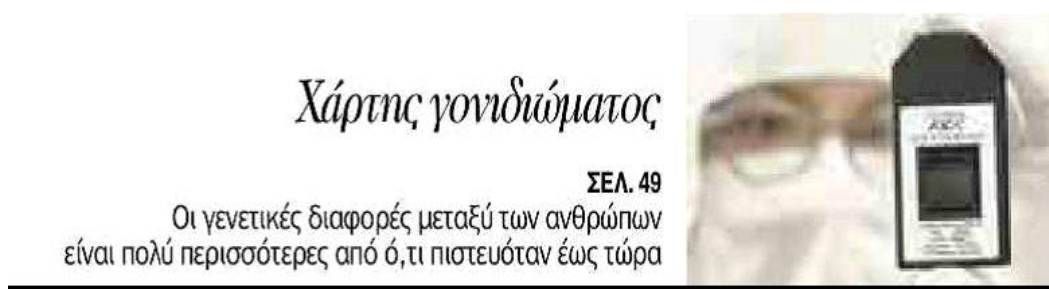 Χάρτης γονιδιώματος
ΣΕΛ. 49
Οι γενετικές διαφορές μεταξύ των ανθρώπων
είναι πολύ περισσότερες από ό,τι πιστευόταν έως τώρα